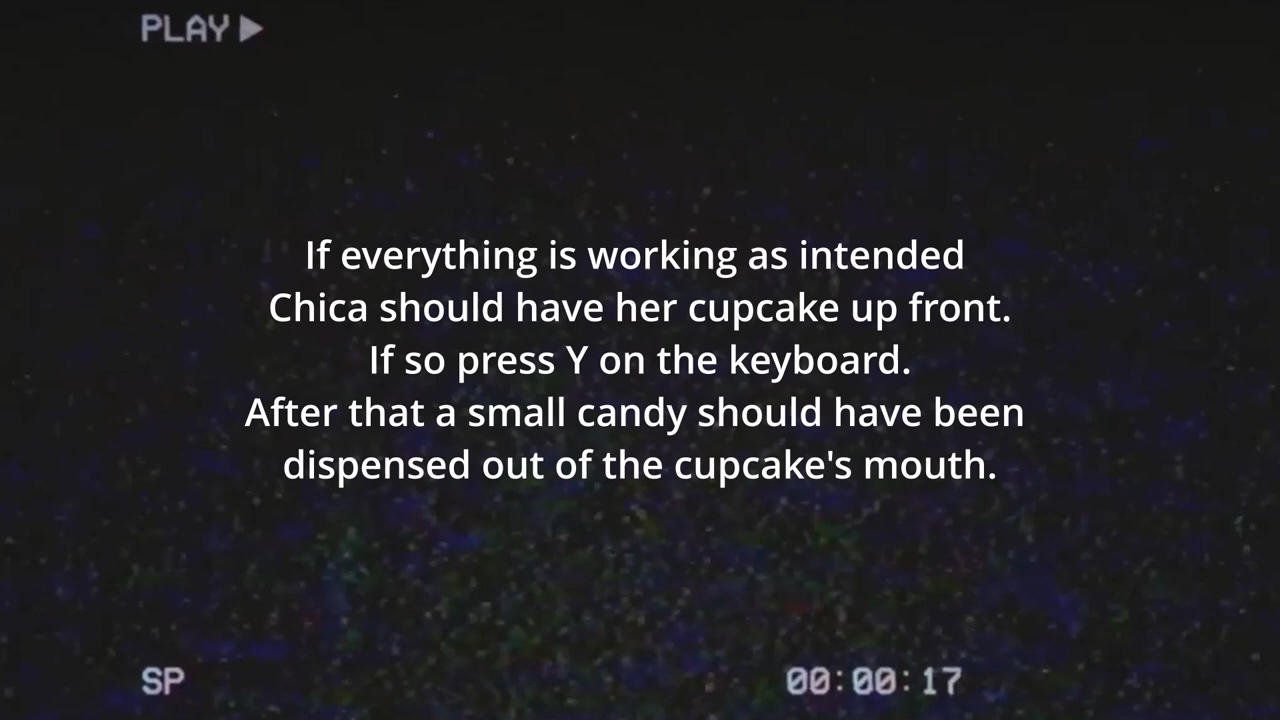 PLAY
If everything is working as intended
Chica should have her cupcake up front.
If so press Y on the keyboard.
After that a small candy should have been
dispensed out of the cupcake's mouth.
SP
00:00:17